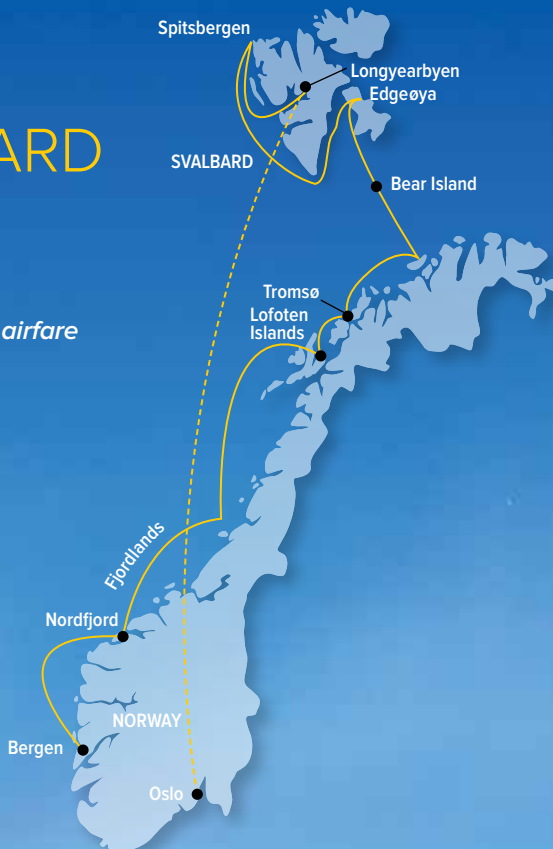 Spitsbergen
Longyearbyen
Edgeøya
ARD
SVALBARD
Bear Island
Tromsø
Lofoten
Islands
airfare
Fjordlands
Nordfjord
NORWAY
Bergen
Oslo